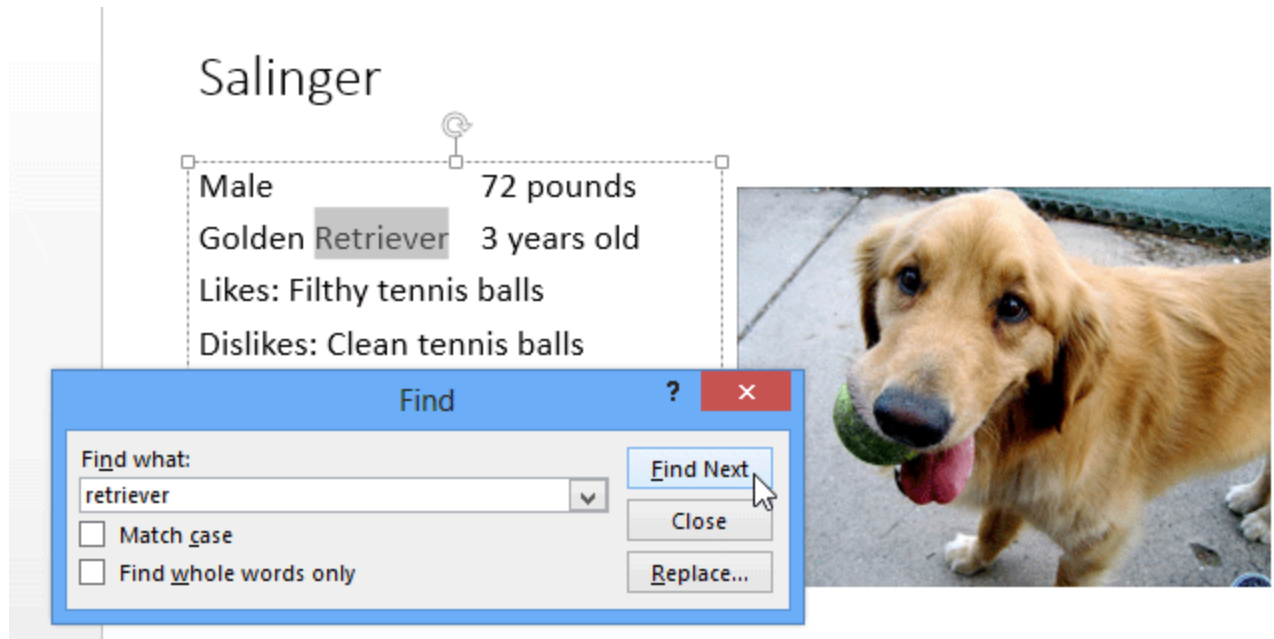 Salinger
Male 72 pounds
Golden Retriever 3 years old
Likes: Filthy tennis balls
Dislikes: Clean tennis balls
Find ?
Find what:
Find Next
retriever
Match case
Close
Find whole words only
Replace...